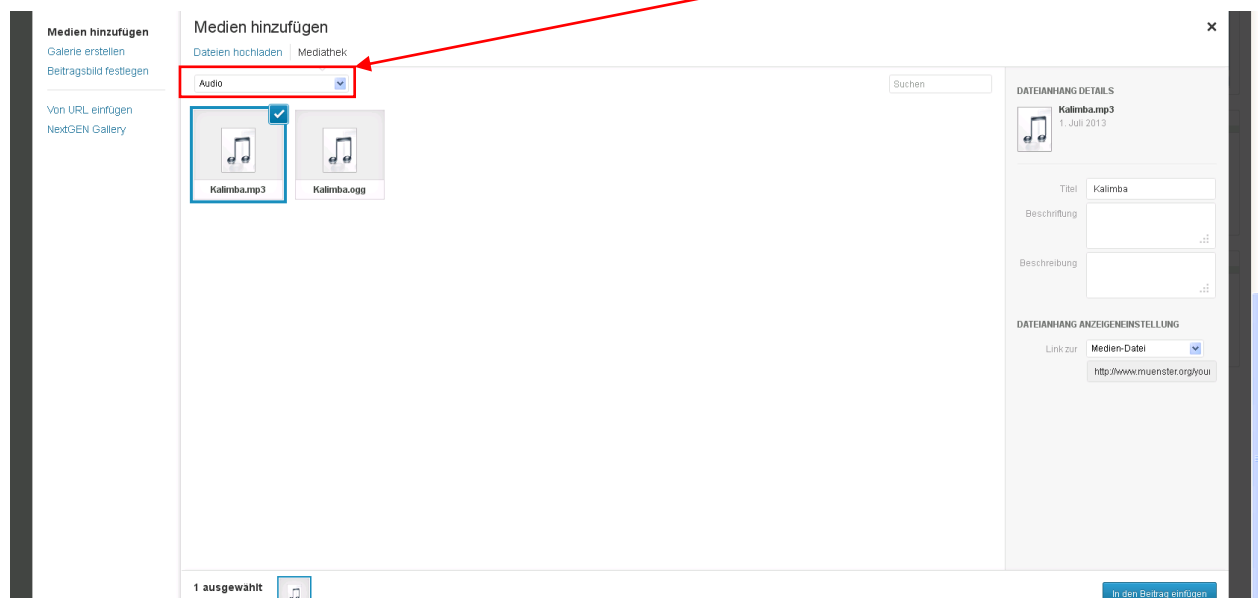 Medien hinzufügen
Galerie erstellen
Beitragsbild festlegen
Von URL einfügen
NextGEN Gallery
Medien hinzufügen
×
Dateien hochladen
Mediathek
Audio
Suchen
Kalimba.mp3
Kalimba.ogg
DATEIANHANG DETAILS
Kalimba.mp3
1. Juli 2013
Titel
Kalimba
Beschriftung
Beschreibung
DATEIANHANG ANZEIGENEINSTELLUNG
Link zur
Medien-Datei
http://www.muenster.org/your
1 ausgewählt
In den Beitrag einfügen